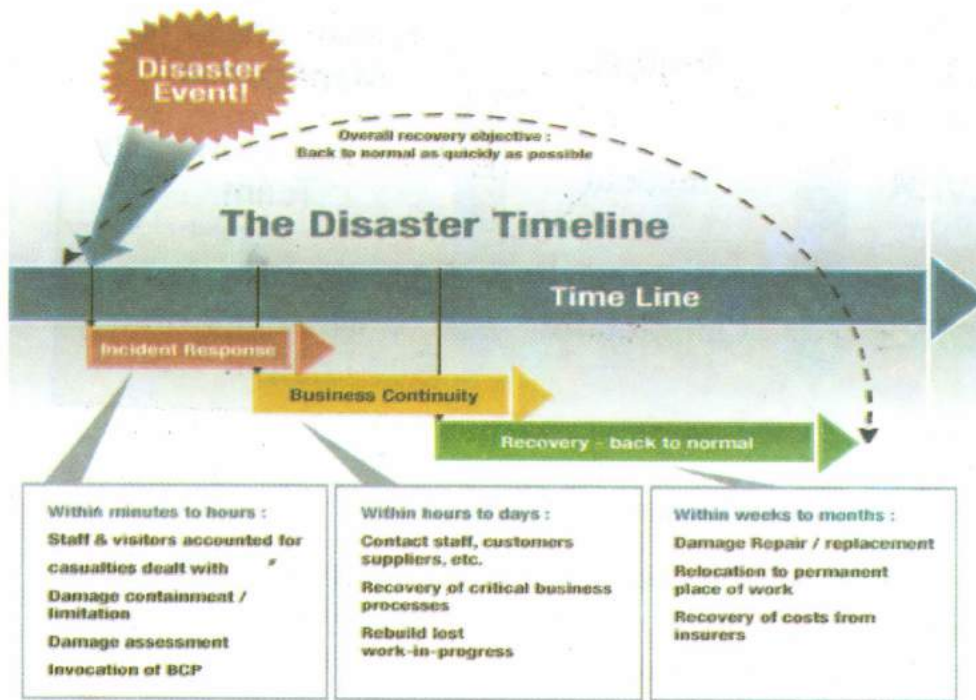 Disaster
Event!
Overall recovery objective :
Back to normal as quickly as possible
The Disaster Timeline
Time Line
Incident Response
Business Continuity
Recovery - back to normal
Within minutes to hours :
Staff & visitors accounted for
casualties dealt with
Damage containment /
limitation
Damage assessment
Invocation of BCP
Within hours to days :
Contact staff, customers
suppliers, etc.
Recovery of critical business
processes
Rebuild lost
work-in-progress
Within weeks to months :
Damage Repair / replacement
Relocation to permanent
place of work
Recovery of costs from
insurers